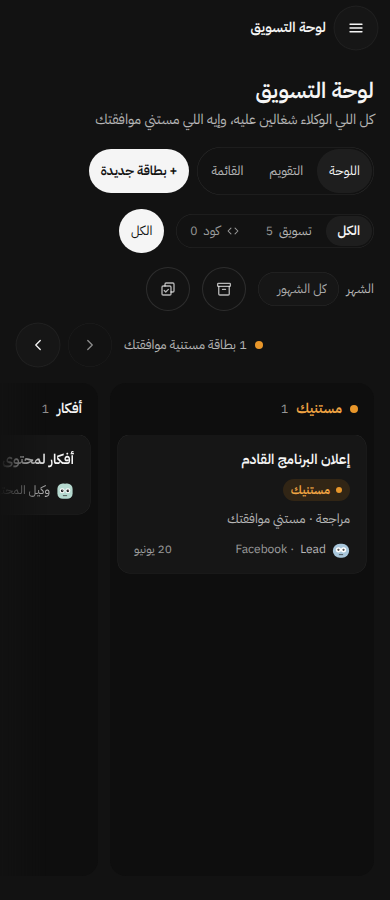 لوحة التسويق
لوحة التسويق
كل اللي الوكلاء شغالين عليه، وإيه اللي مستني موافقتك
اللوحة التقويم القائمة + بطاقة جديدة
الكل تسويق 5 كود 0 الكل
الشهر كل الشهور
1 بطاقة مستنية موافقتك
مستنيك 1
إعلان البرنامج القادم
مستنيك
مراجعة · مستني موافقتك
Lead · Facebook 20 يونيو
أفكار 1
أفكار لمحتوى
وكيل